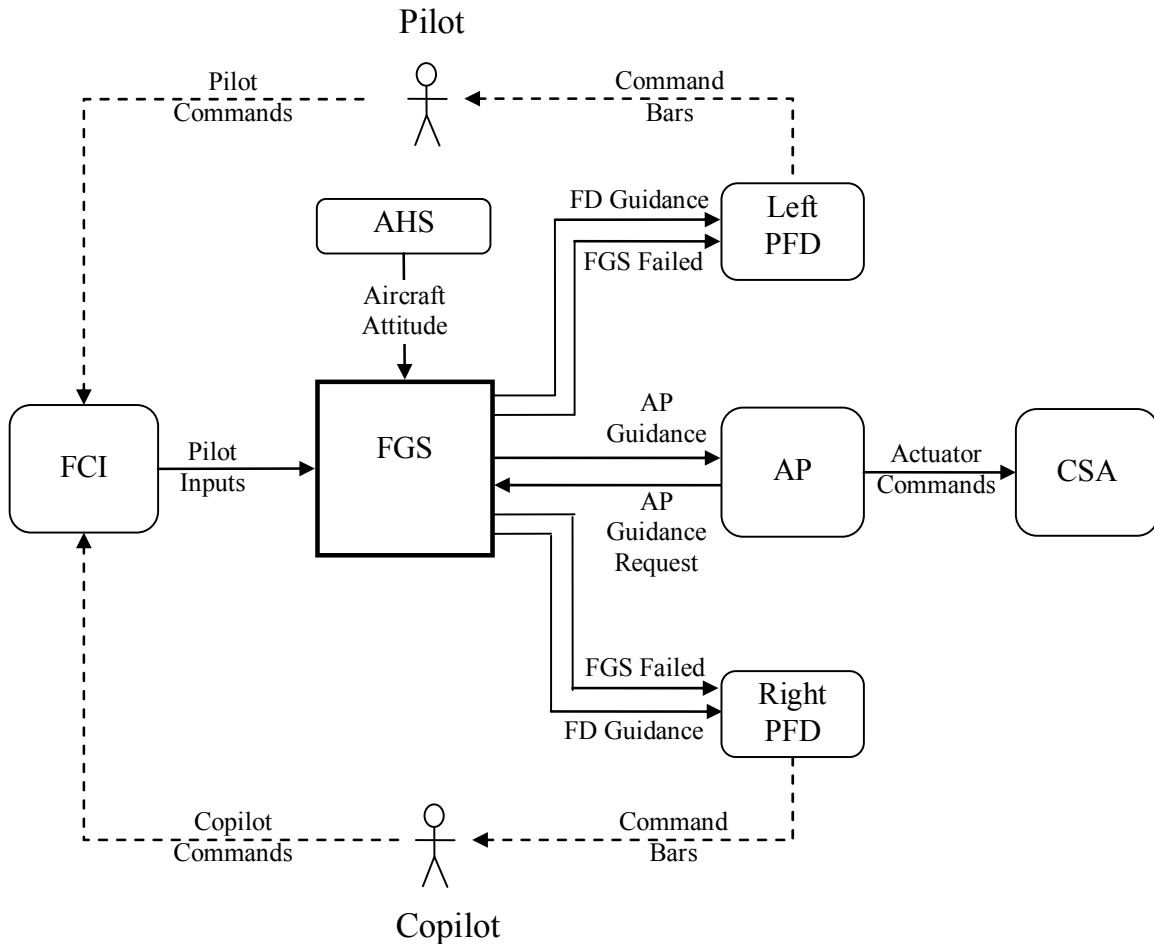 Pilot
Pilot
Commands
Command
Bars
AHS
FD Guidance
FGS Failed
Left
PFD
Aircraft
Attitude
FCI
Pilot
Inputs
FGS
AP
Guidance
AP
Guidance
Request
AP
Actuator
Commands
CSA
FGS Failed
FD Guidance
Right
PFD
Copilot
Commands
Command
Bars
Copilot